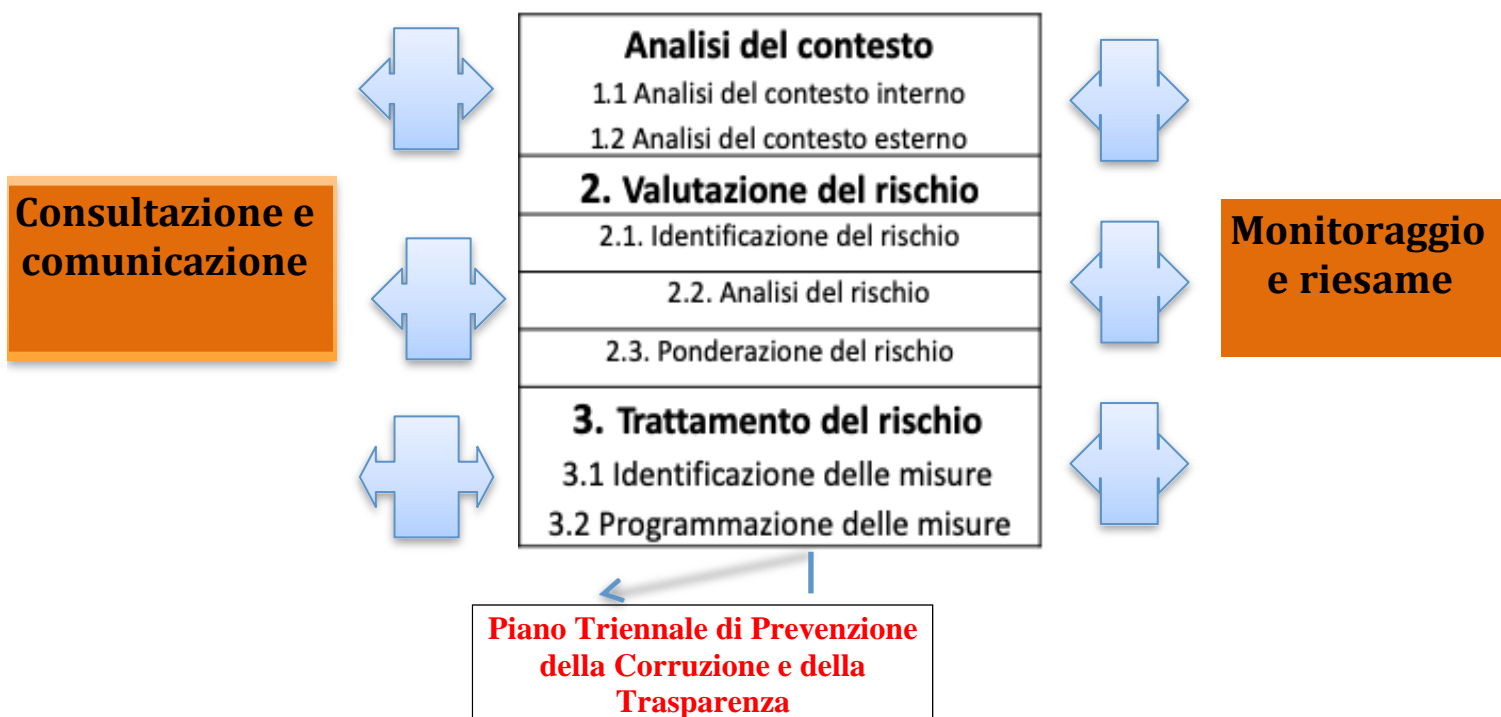 Analisi del contesto
1.1 Analisi del contesto interno
1.2 Analisi del contesto esterno
2. Valutazione del rischio
2.1. Identificazione del rischio
2.2. Analisi del rischio
2.3. Ponderazione del rischio
3. Trattamento del rischio
3.1 Identificazione delle misure
3.2 Programmazione delle misure
Consultazione e
comunicazione
Monitoraggio
e riesame
Piano Triennale di Prevenzione
della Corruzione e della
Trasparenza